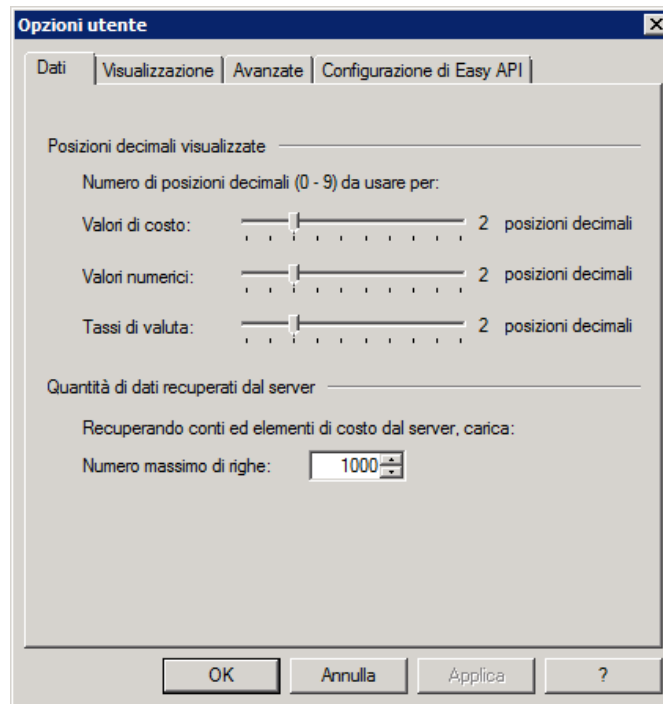 Opzioni utente
Dati Visualizzazione Avanzate Configurazione di Easy API
Posizioni decimali visualizzate
Numero di posizioni decimali (0 - 9) da usare per:
Valori di costo: 2 posizioni decimali
Valori numerici: 2 posizioni decimali
Tassi di valuta: 2 posizioni decimali
Quantità di dati recuperati dal server
Recuperando conti ed elementi di costo dal server, carica:
Numero massimo di righe: 1000
OK Annulla Applica ?